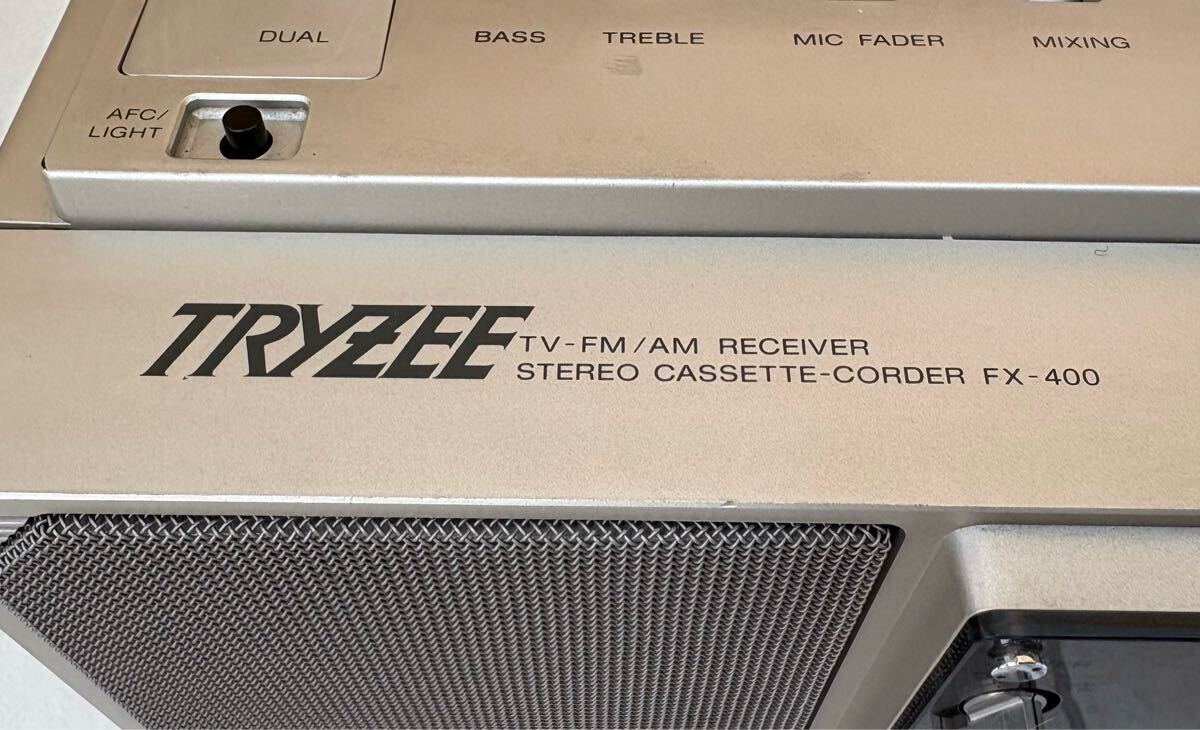 DUAL
BASS
TREBLE
MIC FADER
MIXING
AFC/
LIGHT
TRYZEE
TV-FM/AM RECEIVER
STEREO CASSETTE-CORDER FX-400